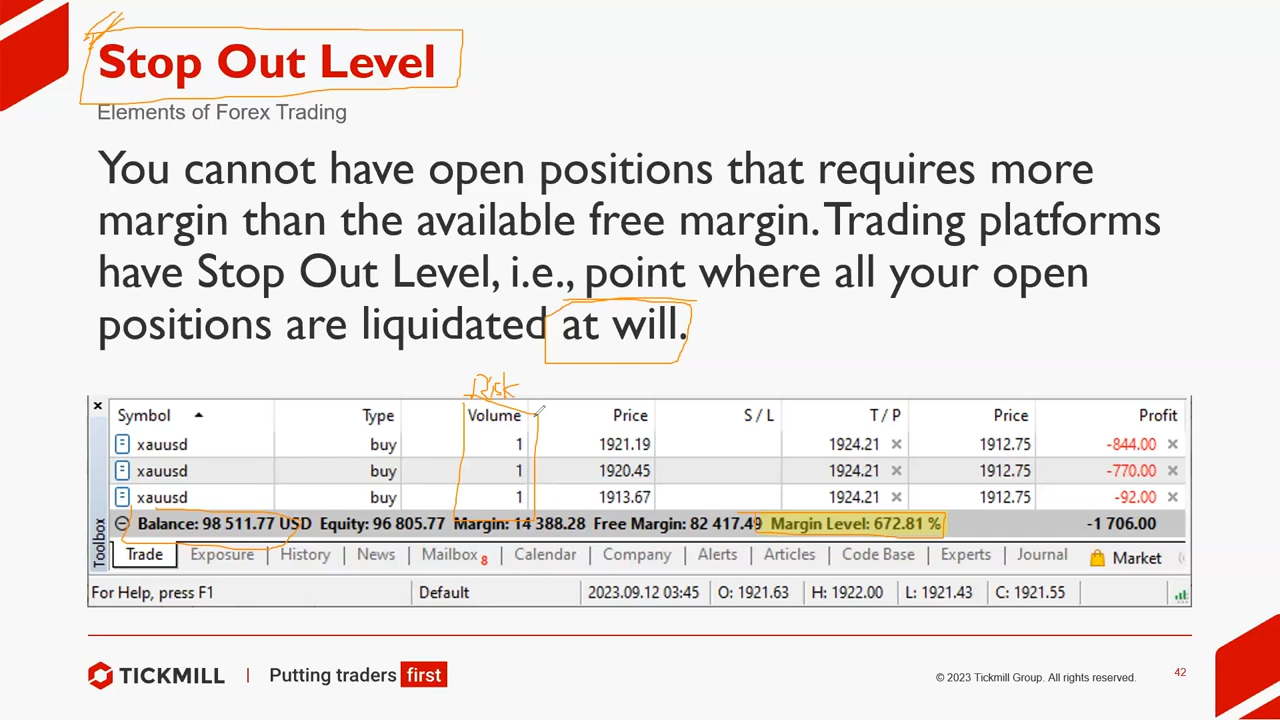 Stop Out Level
Elements of Forex Trading
You cannot have open positions that requires more
margin than the available free margin. Trading platforms
have Stop Out Level, i.e., point where all your open
positions are liquidated at will.
Risk
Symbol Type Volume Price S / L T / P Price Profit
xauusd buy 1 1921.19 1924.21 1912.75 -844.00
xauusd buy 1 1920.45 1924.21 1912.75 -770.00
xauusd buy 1 1913.67 1924.21 1912.75 -92.00
Balance: 98 511.77 USD Equity: 96 805.77 Margin: 14 388.28 Free Margin: 82 417.49 Margin Level: 672.81 % -1 706.00
Toolbox
Trade Exposure History News Mailbox 8 Calendar Company Alerts Articles Code Base Experts Journal Market
For Help, press F1 Default 2023.09.12 03:45 O: 1921.63 H: 1922.00 L: 1921.43 C: 1921.55
TICKMILL | Putting traders first
© 2023 Tickmill Group. All rights reserved. 42